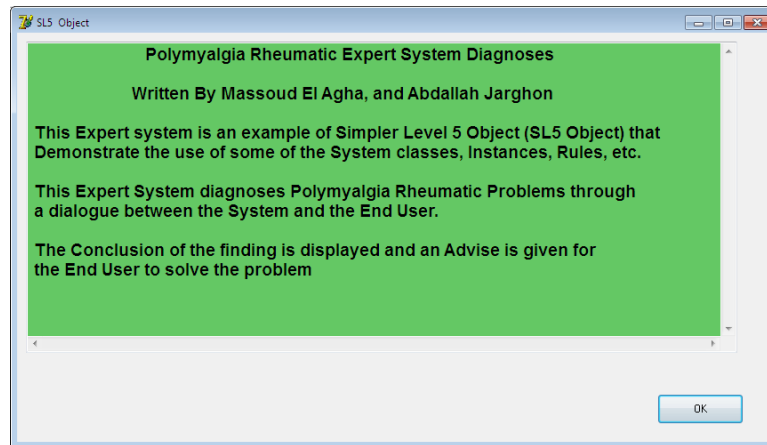 SL5 Object
Polymyalgia Rheumatic Expert System Diagnoses
Written By Massoud El Agha, and Abdallah Jarghon
This Expert system is an example of Simpler Level 5 Object (SL5 Object) that
Demonstrate the use of some of the System classes, Instances, Rules, etc.
This Expert System diagnoses Polymyalgia Rheumatic Problems through
a dialogue between the System and the End User.
The Conclusion of the finding is displayed and an Advise is given for
the End User to solve the problem
OK